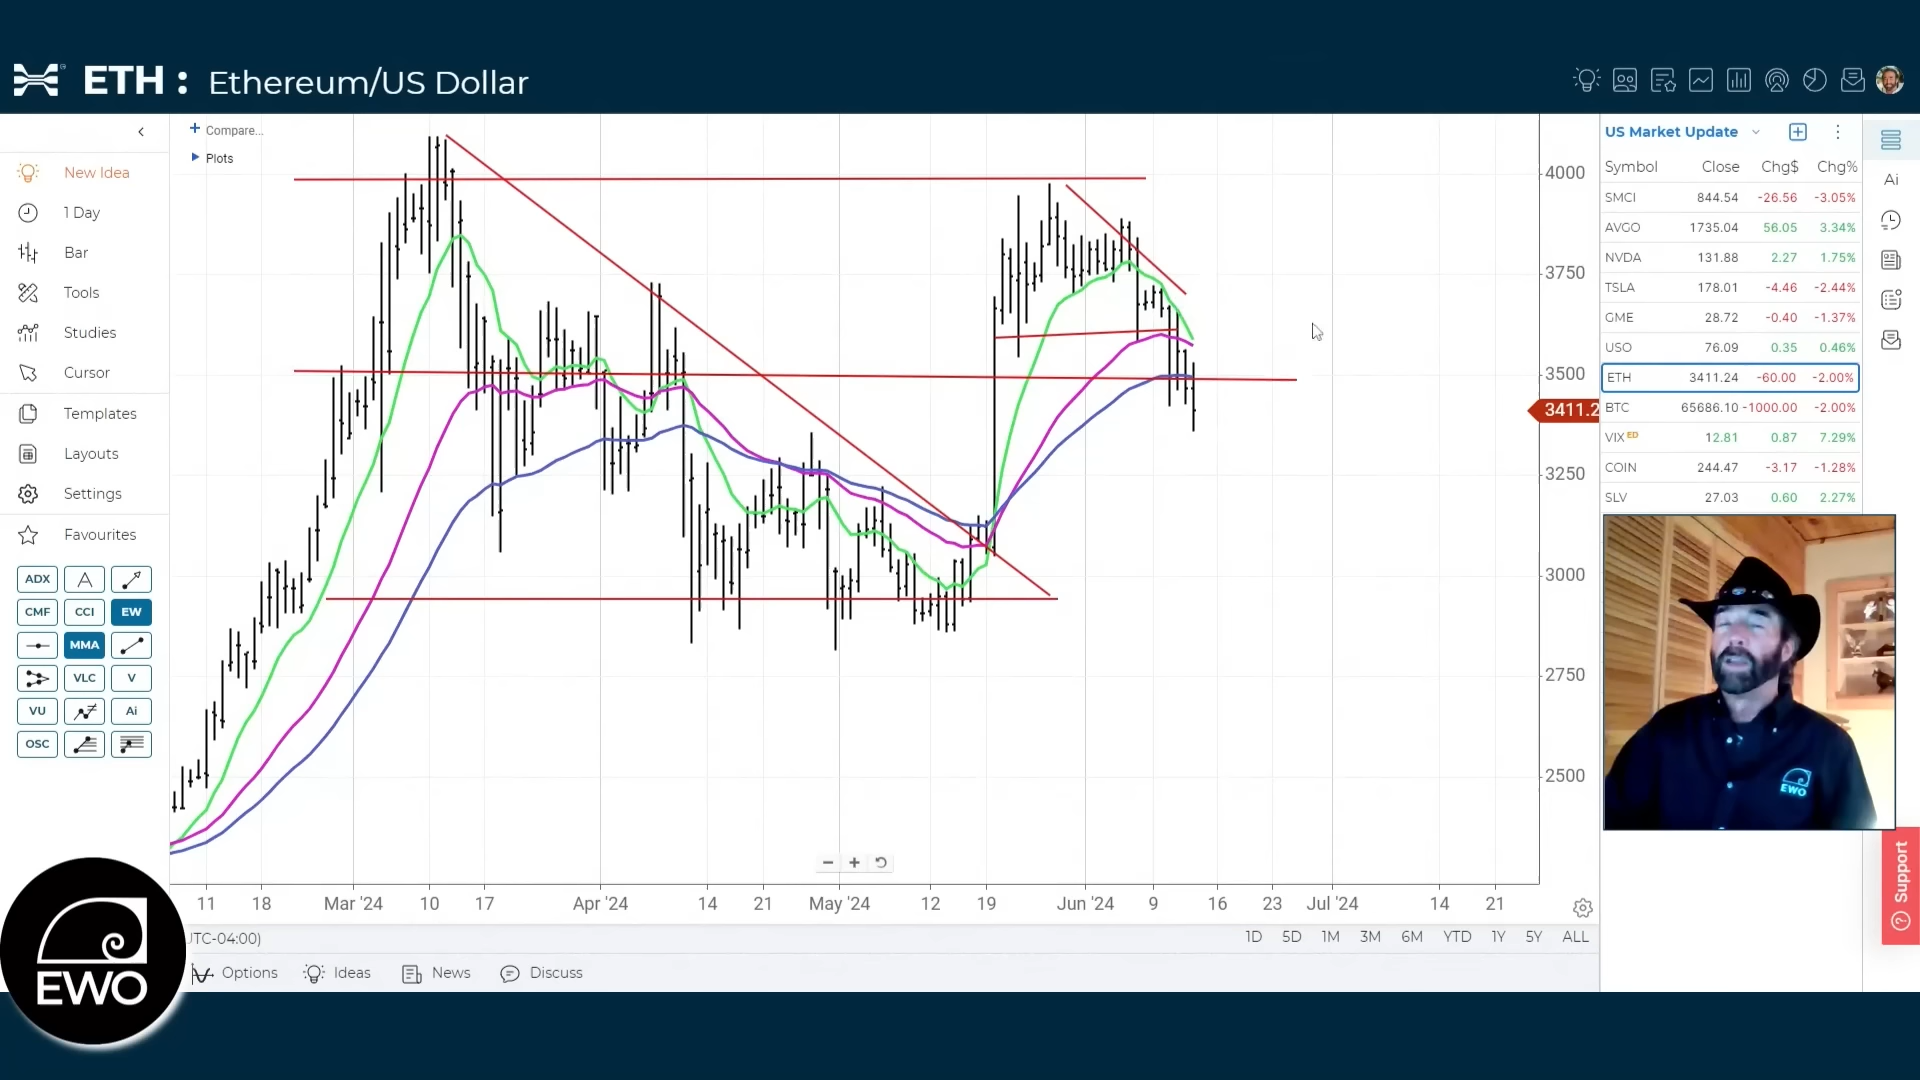 ETH : Ethereum/US Dollar
Compare...
Plots
New Idea
1 Day
Bar
Tools
Studies
Cursor
Templates
Layouts
Settings
Favourites
ADX
CMF CCI EW
MMA
VLC V
VU Ai
OSC
4000
3750
3500
3411.2
3250
3000
2750
2500
11 18 Mar '24 10 17 Apr '24 14 21 May '24 12 19 Jun '24 9 16 23 Jul '24 14 21
UTC-04:00)
1D 5D 1M 3M 6M YTD 1Y 5Y ALL
Options Ideas News Discuss
US Market Update
Symbol Close Chg$ Chg%
SMCI 844.54 -26.56 -3.05%
AVGO 1735.04 56.05 3.34%
NVDA 131.88 2.27 1.75%
TSLA 178.01 -4.46 -2.44%
GME 28.72 -0.40 -1.37%
USO 76.09 0.35 0.46%
ETH 3411.24 -60.00 -2.00%
BTC 65686.10 -1000.00 -2.00%
VIX ED 12.81 0.87 7.29%
COIN 244.47 -3.17 -1.28%
SLV 27.03 0.60 2.27%
Ai
EWO
Support
EWO